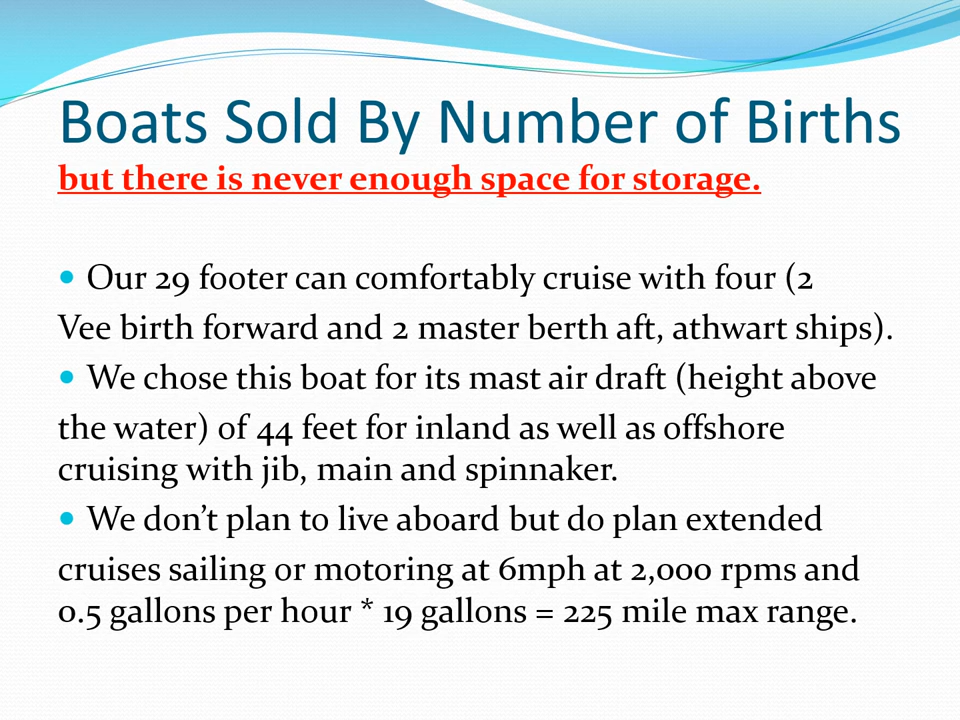 Boats Sold By Number of Births
but there is never enough space for storage.
• Our 29 footer can comfortably cruise with four (2
Vee birth forward and 2 master berth aft, athwart ships).
• We chose this boat for its mast air draft (height above
the water) of 44 feet for inland as well as offshore
cruising with jib, main and spinnaker.
• We don’t plan to live aboard but do plan extended
cruises sailing or motoring at 6mph at 2,000 rpms and
0.5 gallons per hour * 19 gallons = 225 mile max range.